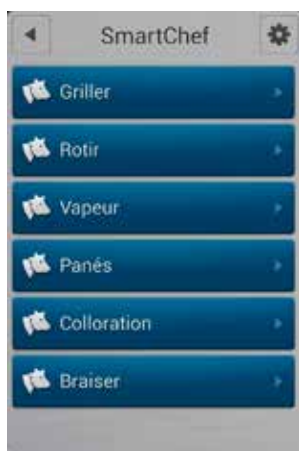 SmartChef
Griller
Rotir
Vapeur
Panés
Colloration
Braiser